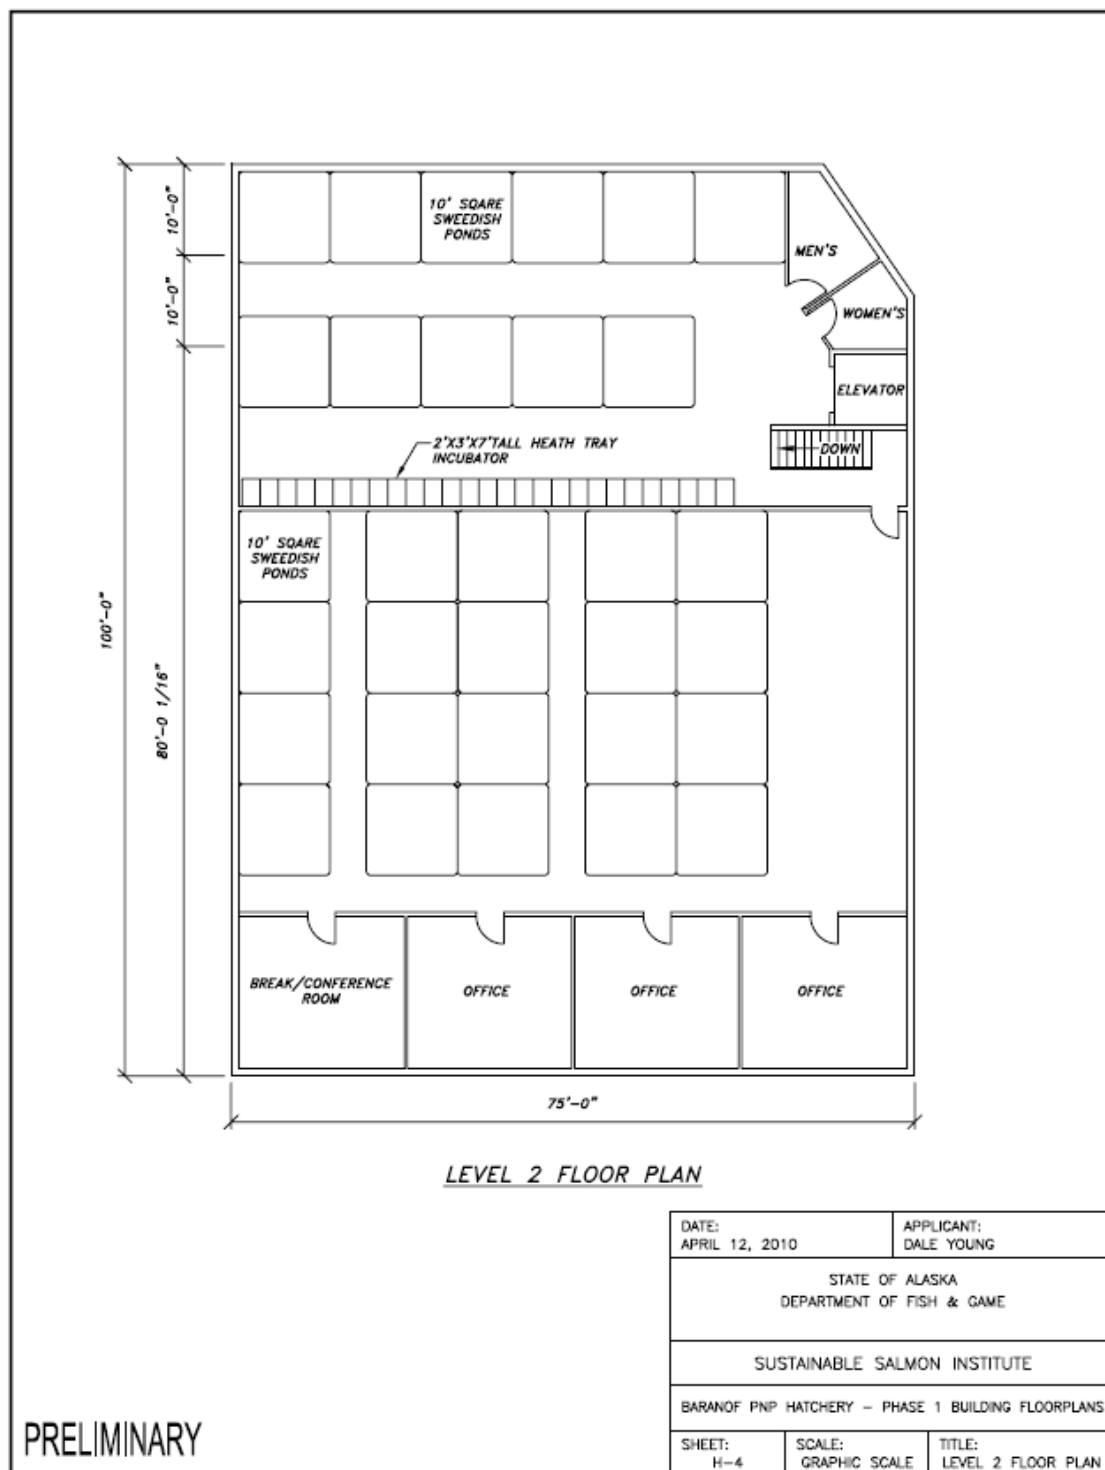 10'-0"
10' SQARE
SWEEDISH
PONDS
MEN'S
10'-0"
WOMEN'S
ELEVATOR
2'X3'X7'TALL HEATH TRAY
INCUBATOR
DOWN
10' SQARE
SWEEDISH
PONDS
100'-0"
80'-0 1/16"
BREAK/CONFERENCE
ROOM
OFFICE
OFFICE
OFFICE
75'-0"
LEVEL 2 FLOOR PLAN
DATE:
APRIL 12, 2010
APPLICANT:
DALE YOUNG
STATE OF ALASKA
DEPARTMENT OF FISH & GAME
SUSTAINABLE SALMON INSTITUTE
BARANOF PNP HATCHERY – PHASE 1 BUILDING FLOORPLANS
SHEET:
H-4
SCALE:
GRAPHIC SCALE
TITLE:
LEVEL 2 FLOOR PLAN
PRELIMINARY